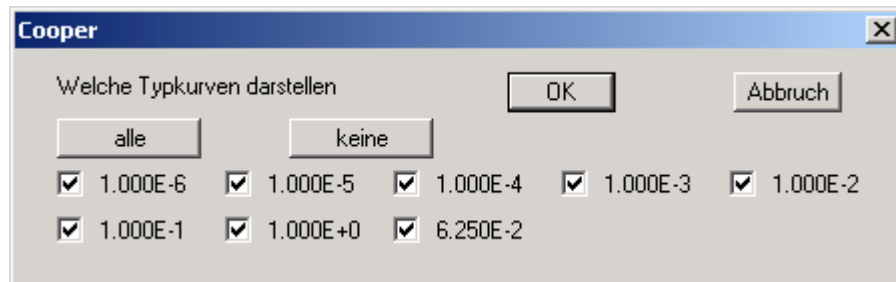 Cooper
Welche Typkurven darstellen OK Abbruch
alle keine
1.000E-6 1.000E-5 1.000E-4 1.000E-3 1.000E-2
1.000E-1 1.000E+0 6.250E-2